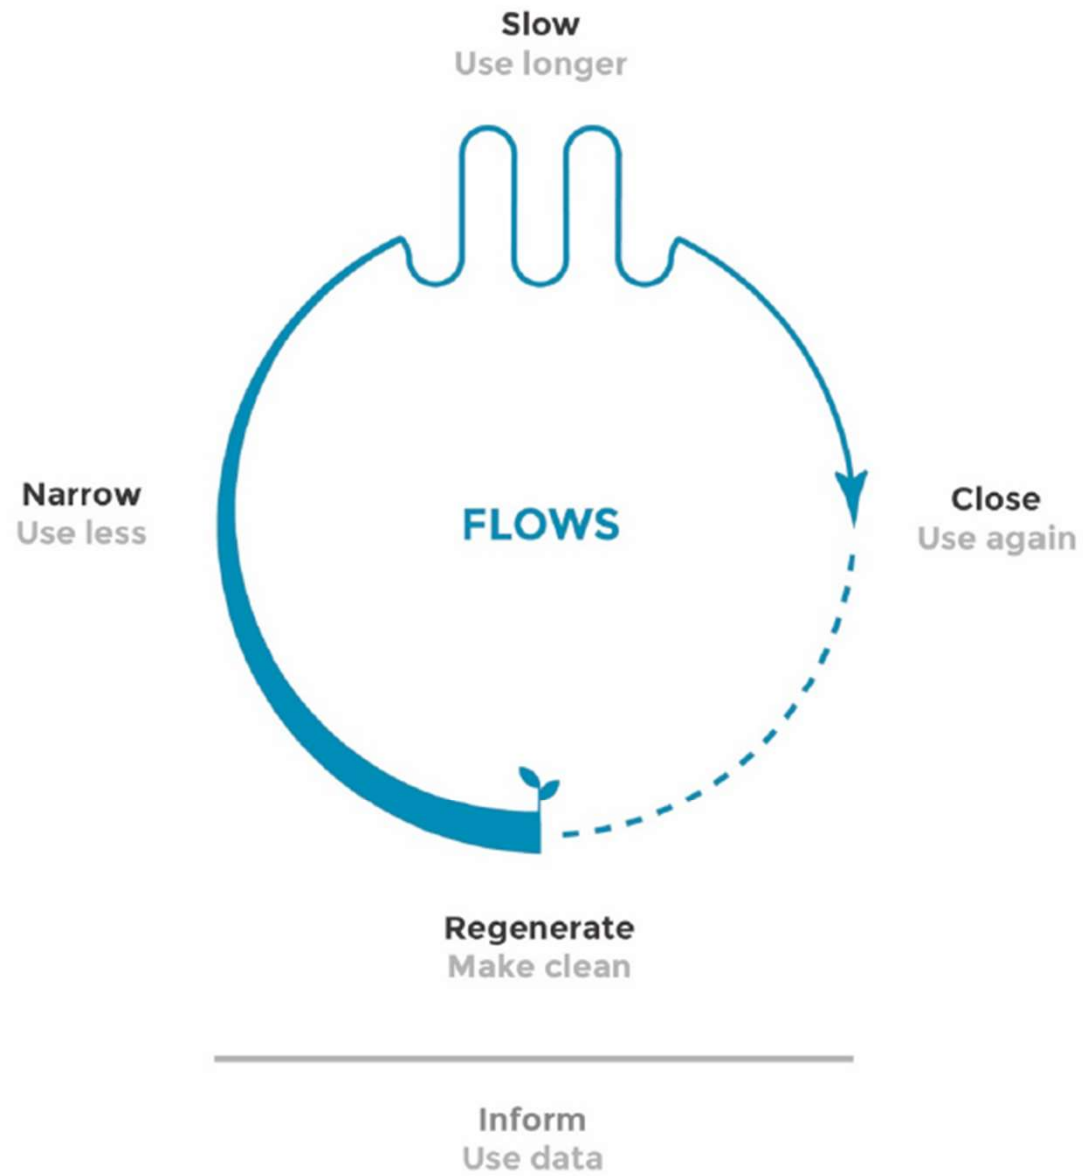 Slow
Use longer
Narrow
Use less
FLOWS
Close
Use again
Regenerate
Make clean
Inform
Use data